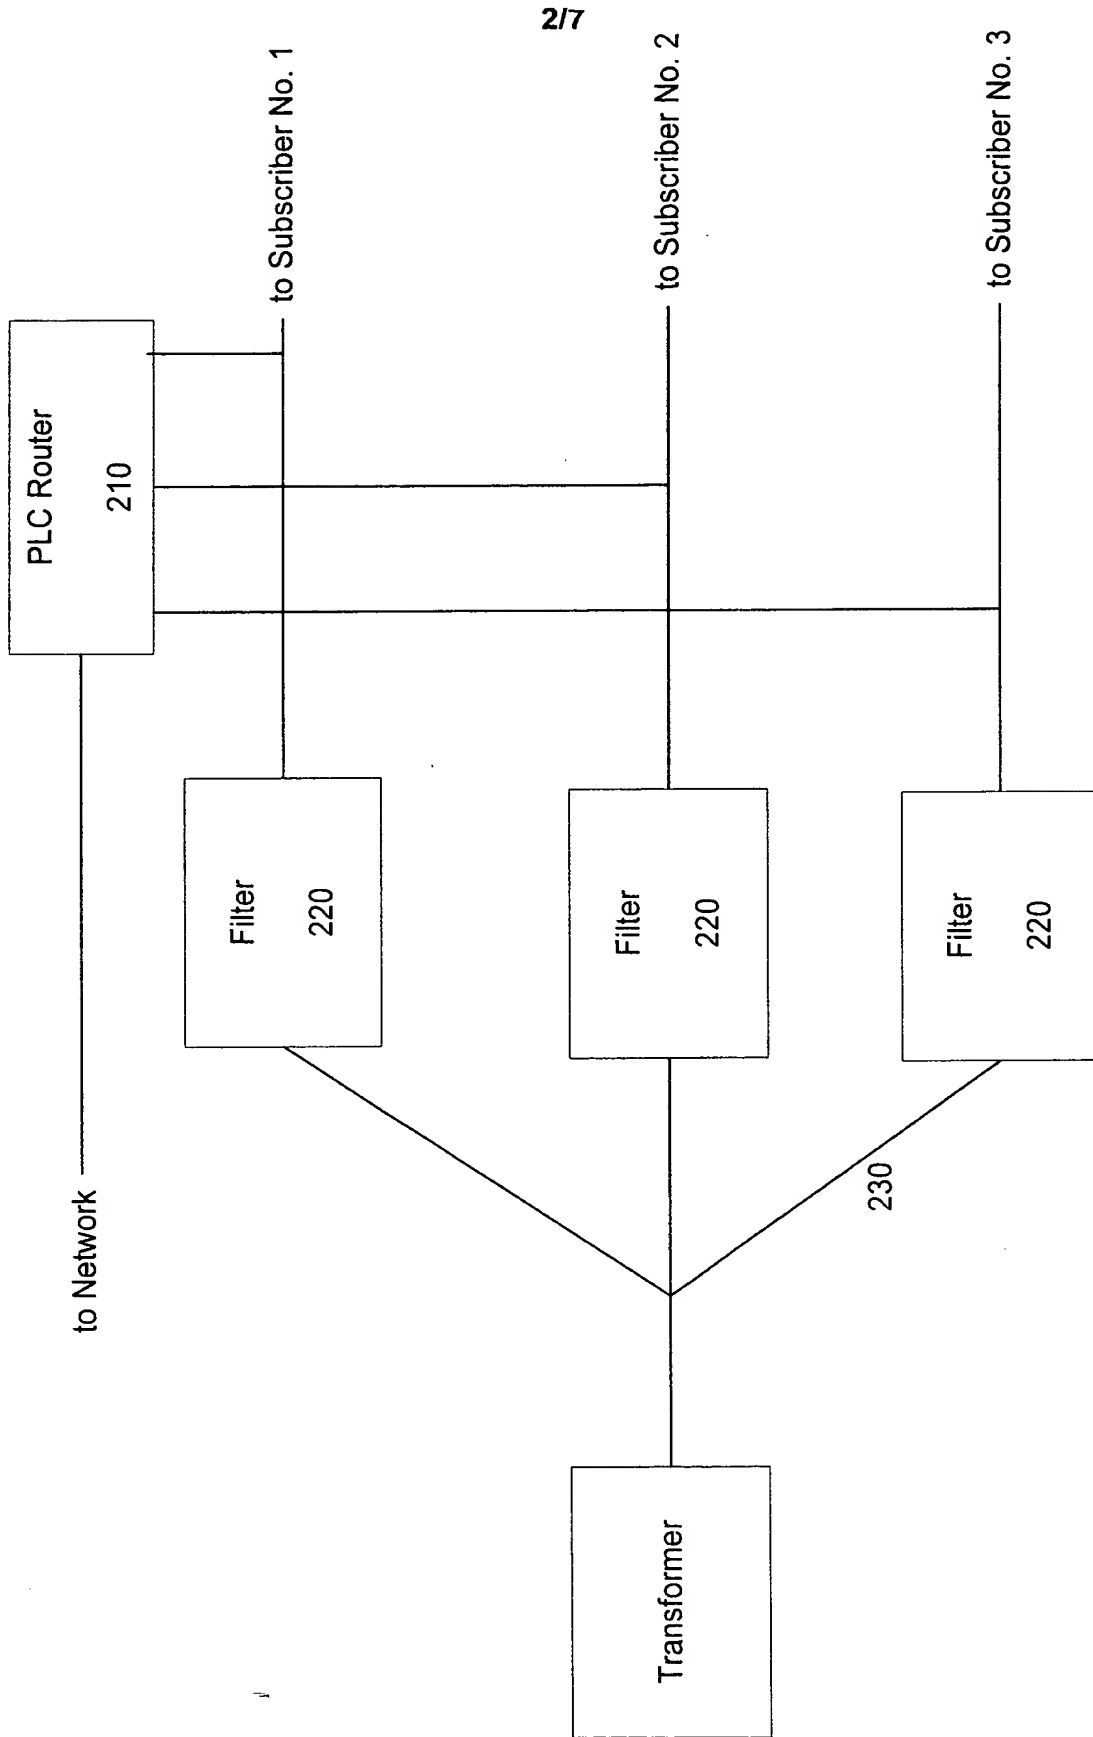 2/7
PLC Router
210
to Network
to Subscriber No. 1
to Subscriber No. 2
to Subscriber No. 3
Filter
220
Filter
220
Filter
220
230
Transformer